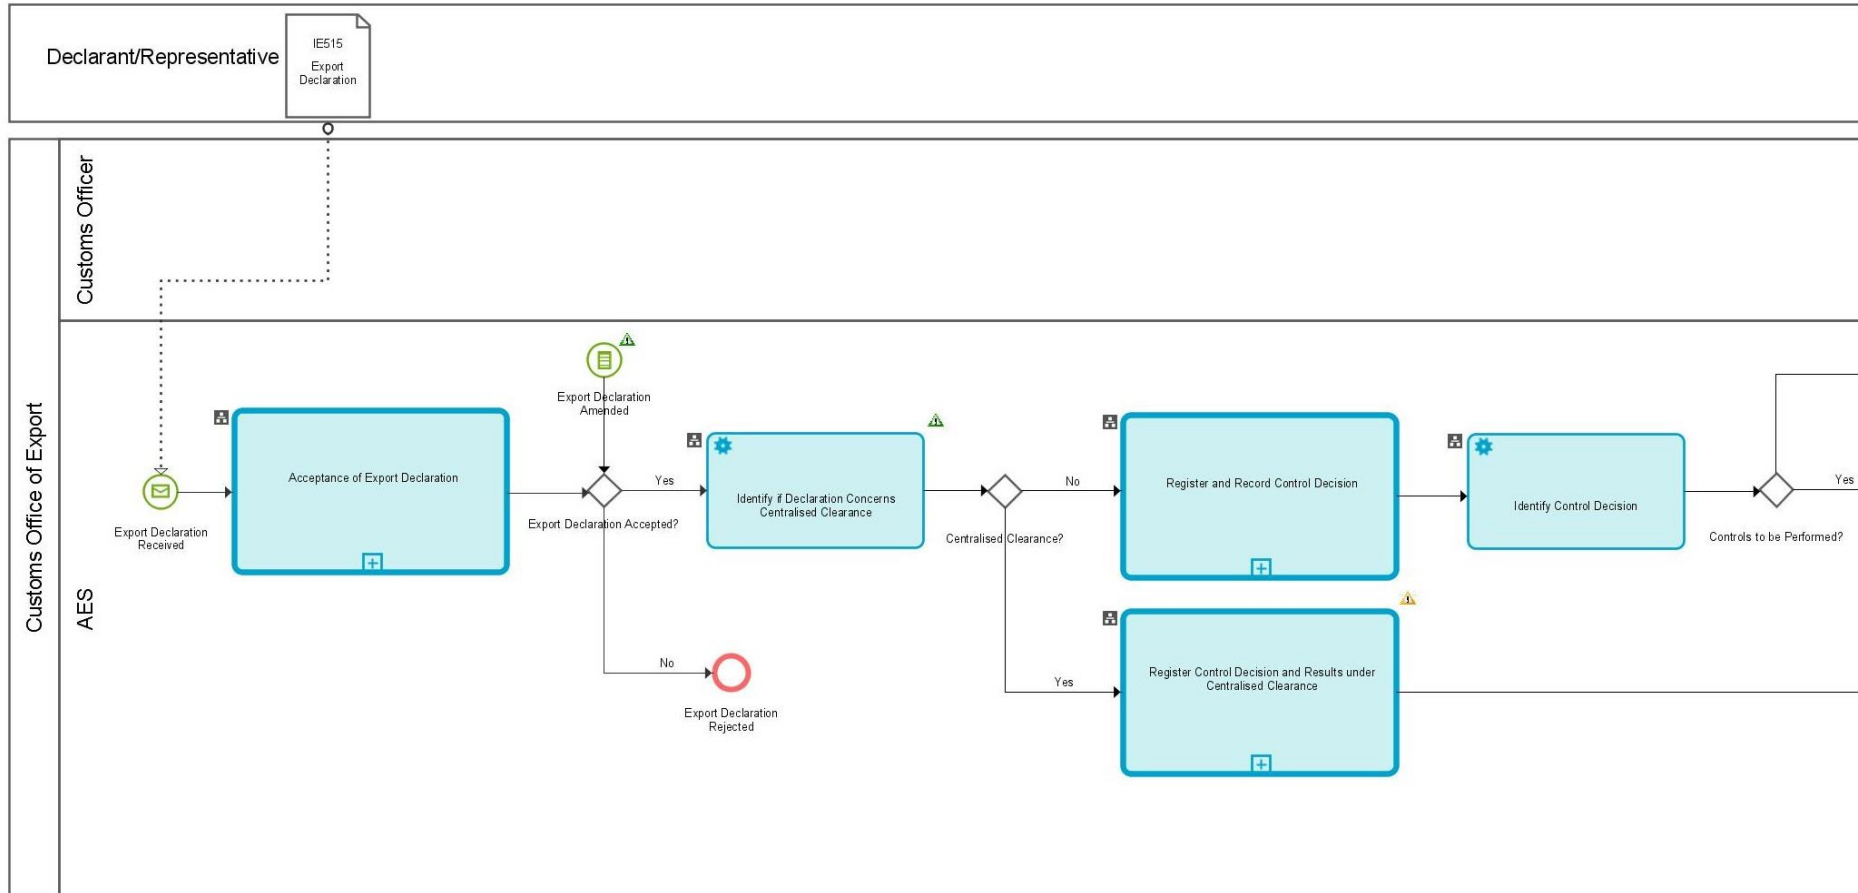 Declarant/Representative
IE515
Export
Declaration
Customs Office of Export
Customs Officer
AES
Export Declaration
Received
Acceptance of Export Declaration
Export Declaration
Amended
Export Declaration Accepted?
Yes
No
Export Declaration
Rejected
Identify if Declaration Concerns
Centralised Clearance
Centralised Clearance?
No
Yes
Register and Record Control Decision
Register Control Decision and Results under
Centralised Clearance
Identify Control Decision
Controls to be Performed?
Yes